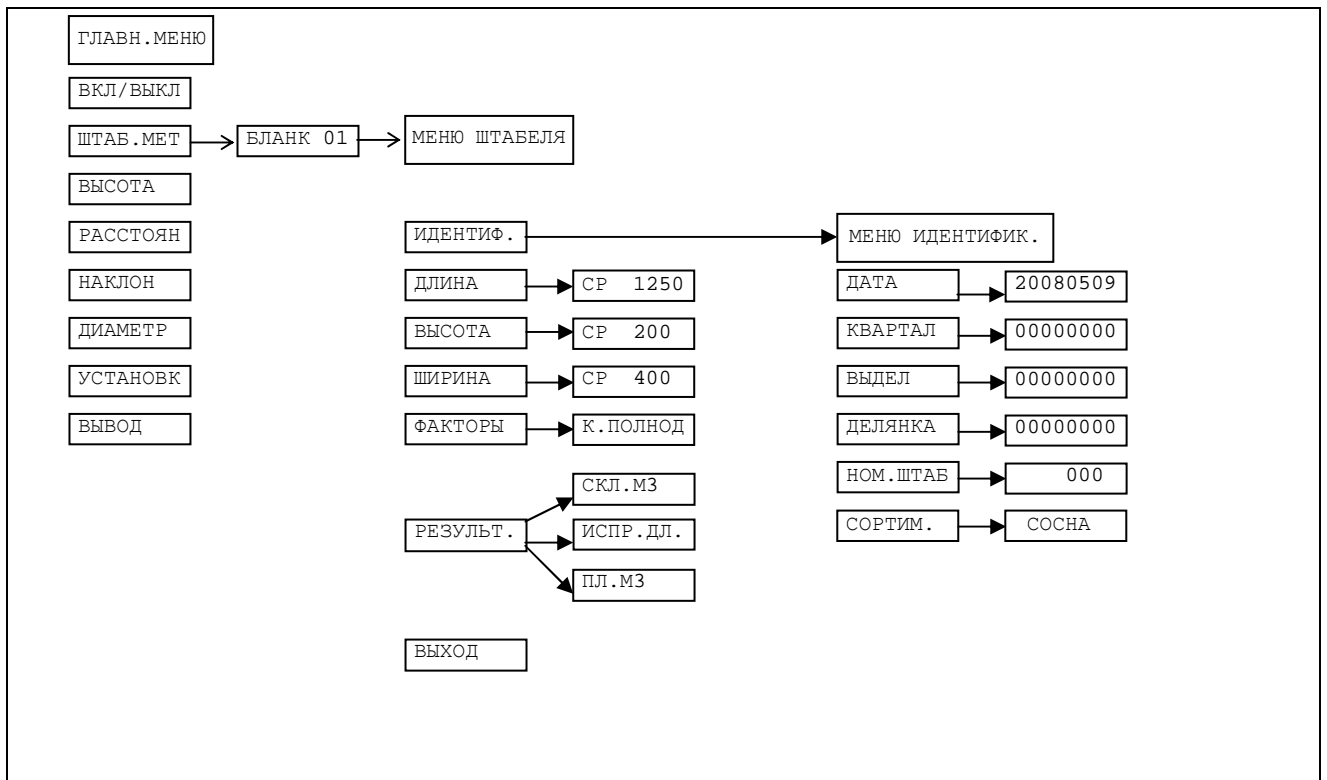 ГЛАВН.МЕНЮ
ВКЛ/ВЫКЛ
ШТАБ.МЕТ БЛАНК 01 МЕНЮ ШТАБЕЛЯ
ВЫСОТА
РАССТОЯН ИДЕНТИФ. МЕНЮ ИДЕНТИФИК.
НАКЛОН ДЛИНА СР 1250 ДАТА 20080509
ДИАМЕТР ВЫСОТА СР 200 КВАРТАЛ 00000000
УСТАНОВК ШИРИНА СР 400 ВЫДЕЛ 00000000
ВЫВОД ФАКТОРЫ К.ПОЛНОД ДЕЛЯНКА 00000000
СКЛ.М3 НОМ.ШТАБ 000
РЕЗУЛЬТ. ИСПР.ДЛ. СОРТИМ. СОСНА
ПЛ.М3
ВЫХОД